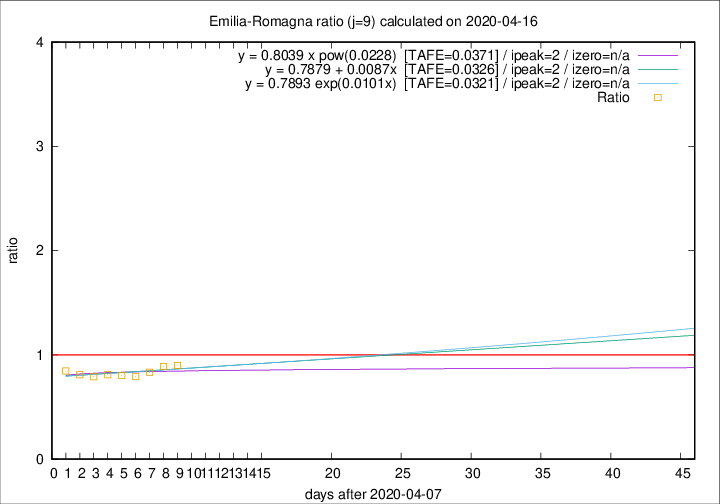 Emilia-Romagna ratio (j=9) calculated on 2020-04-16
y = 0.8039 x pow(0.0228) [TAFE=0.0371] / ipeak=2 / izero=n/a
y = 0.7879 + 0.0087x [TAFE=0.0326] / ipeak=2 / izero=n/a
y = 0.7893 exp(0.0101x) [TAFE=0.0321] / ipeak=2 / izero=n/a
Ratio
4
3
2
1
0
ratio
0 1 2 3 4 5 6 7 8 9 10 11 12 13 14 15 20 25 30 35 40 45
days after 2020-04-07